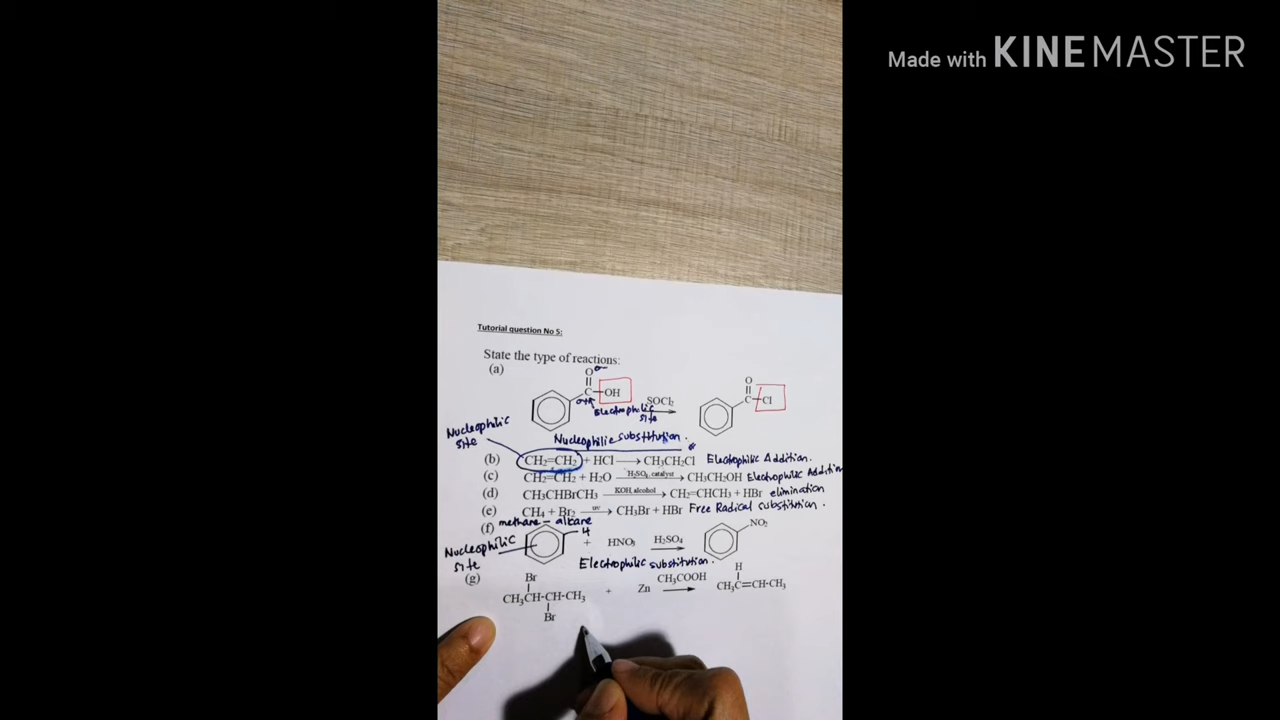 Made with KINEMASTER
Tutorial question No 5:
State the type of reactions:
(a)
O σ-
C-OH
σ+
Electrophilic
site
SOCl₂
O
C-Cl
Nucleophilic
site
Nucleophilic substitution.
(b) CH₂=CH₂ + HCl → CH₃CH₂Cl Electrophilic Addition.
(c) CH₂=CH₂ + H₂O H₂SO₄, catalyst → CH₃CH₂OH Electrophilic Addition
(d) CH₃CHBrCH₃ KOH, alcohol → CH₂=CHCH₃ + HBr elimination
(e) CH₄ + Br₂ uv → CH₃Br + HBr Free Radical substitution.
methane - alkane
(f) H + HNO₃ H₂SO₄ → NO₂
Nucleophilic
site
Electrophilic substitution.
(g)
Br
CH₃CH-CH-CH₃ + Zn CH₃COOH → CH₃C=CH-CH₃
H
Br